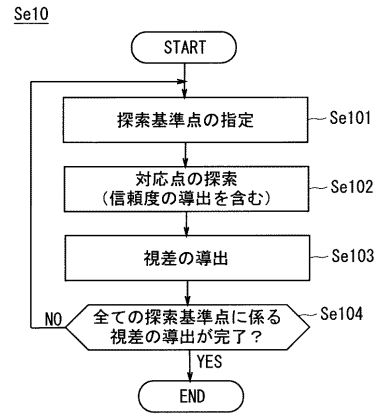 Se10
START
探索基準点の指定
Se101
対応点の探索
(信頼度の導出を含む)
Se102
視差の導出
Se103
全ての探索基準点に係る
視差の導出が完了?
Se104
NO
YES
END